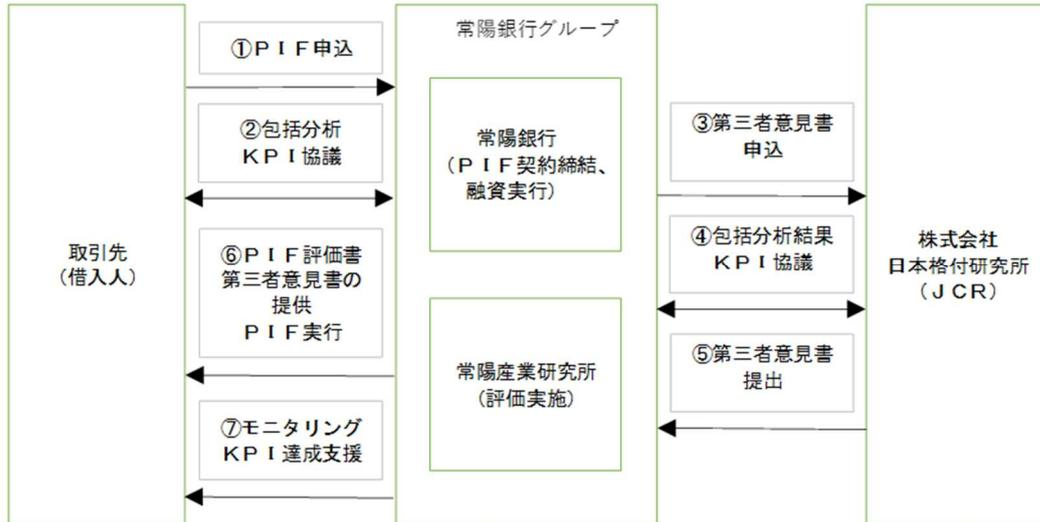 取引先
(借入人)
①ＰＩＦ申込
②包括分析
ＫＰＩ協議
⑥ＰＩＦ評価書
第三者意見書の
提供
ＰＩＦ実行
⑦モニタリング
ＫＰＩ達成支援
常陽銀行グループ
常陽銀行
(ＰＩＦ契約締結、
融資実行)
常陽産業研究所
(評価実施)
③第三者意見書
申込
④包括分析結果
ＫＰＩ協議
⑤第三者意見書
提出
株式会社
日本格付研究所
(ＪＣＲ)